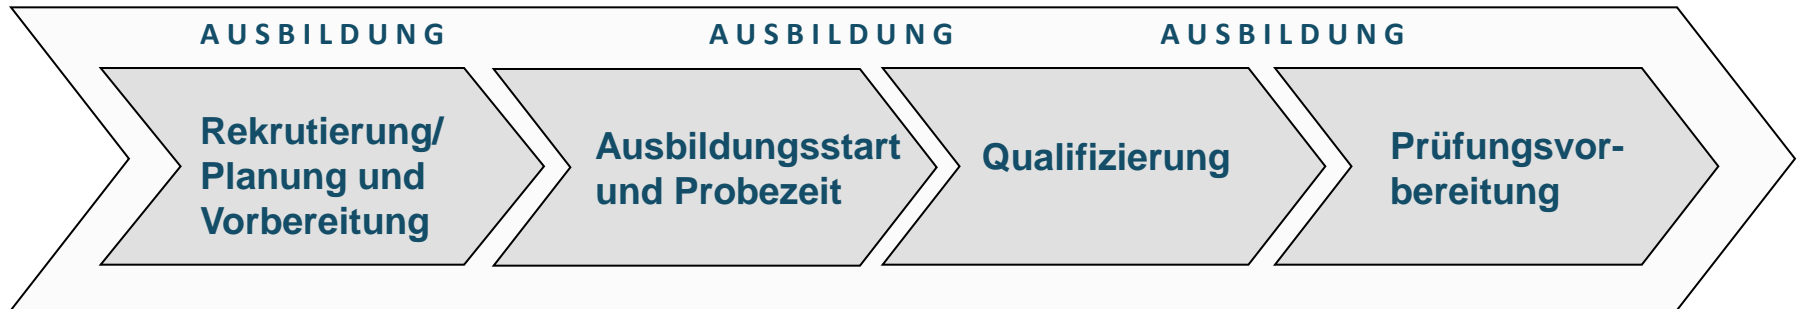 AUSBILDUNG AUSBILDUNG AUSBILDUNG
Rekrutierung/
Planung und
Vorbereitung
Ausbildungsstart
und Probezeit
Qualifizierung
Prüfungsvor-
bereitung